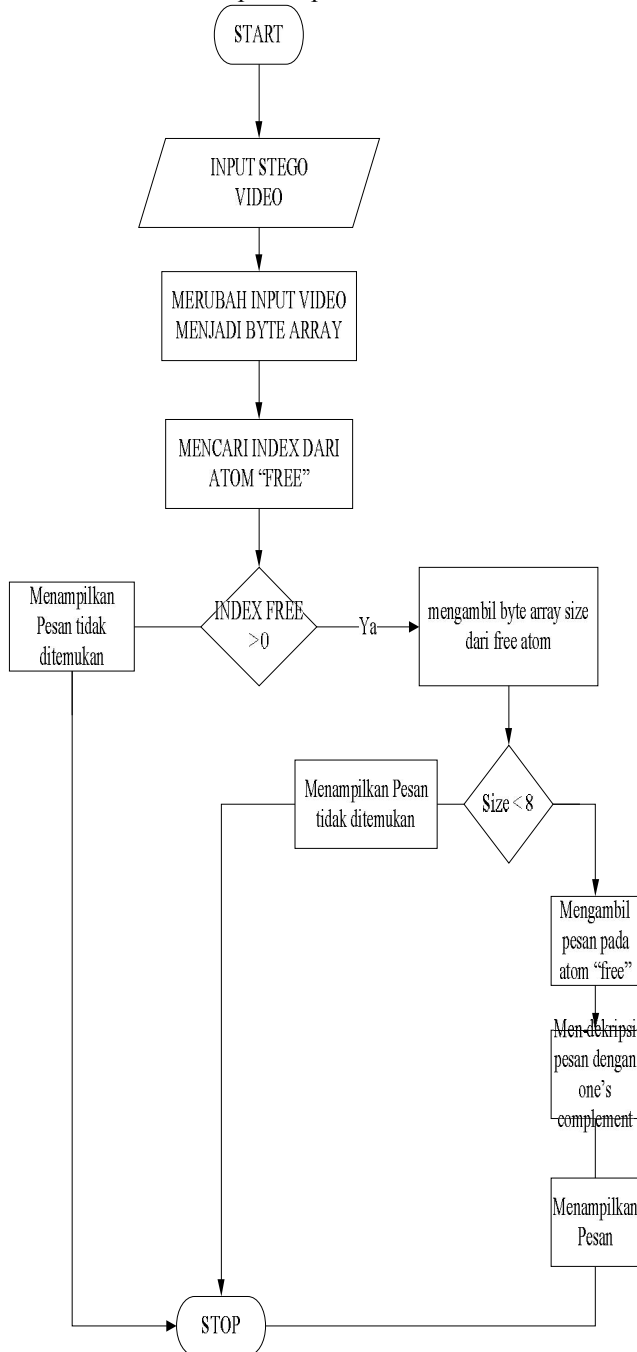 START
INPUT STEGO
VIDEO
MERUBAH INPUT VIDEO
MENJADI BYTE ARRAY
MENCARI INDEX DARI
ATOM “FREE”
INDEX FREE
>0
Ya
Menampilkan
Pesan tidak
ditemukan
mengambil byte array size
dari free atom
Size < 8
Menampilkan Pesan
tidak ditemukan
Mengambil
pesan pada
atom “free”
Men-dekripsi
pesan dengan
one’s
complement
Menampilkan
Pesan
STOP